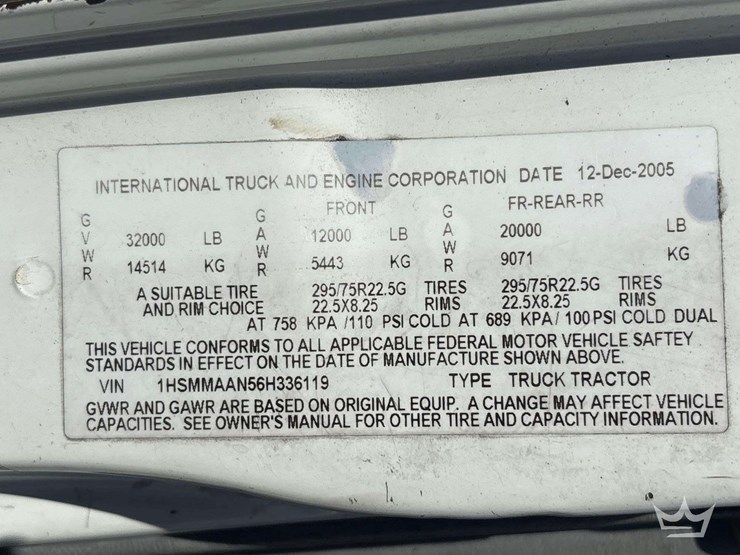 INTERNATIONAL TRUCK AND ENGINE CORPORATION DATE 12-Dec-2005
GVWR GAWR FRONT GAWR FR-REAR-RR
32000 LB 12000 LB 20000 LB
14514 KG 5443 KG 9071 KG
A SUITABLE TIRE 295/75R22.5G TIRES 295/75R22.5G TIRES
AND RIM CHOICE 22.5X8.25 RIMS 22.5X8.25 RIMS
AT 758 KPA /110 PSI COLD AT 689 KPA/ 100 PSI COLD DUAL
THIS VEHICLE CONFORMS TO ALL APPLICABLE FEDERAL MOTOR VEHICLE SAFTEY
STANDARDS IN EFFECT ON THE DATE OF MANUFACTURE SHOWN ABOVE.
VIN 1HSMMAAN56H336119 TYPE TRUCK TRACTOR
GVWR AND GAWR ARE BASED ON ORIGINAL EQUIP. A CHANGE MAY AFFECT VEHICLE
CAPACITIES. SEE OWNER'S MANUAL FOR OTHER TIRE AND CAPACITY INFORMATION.